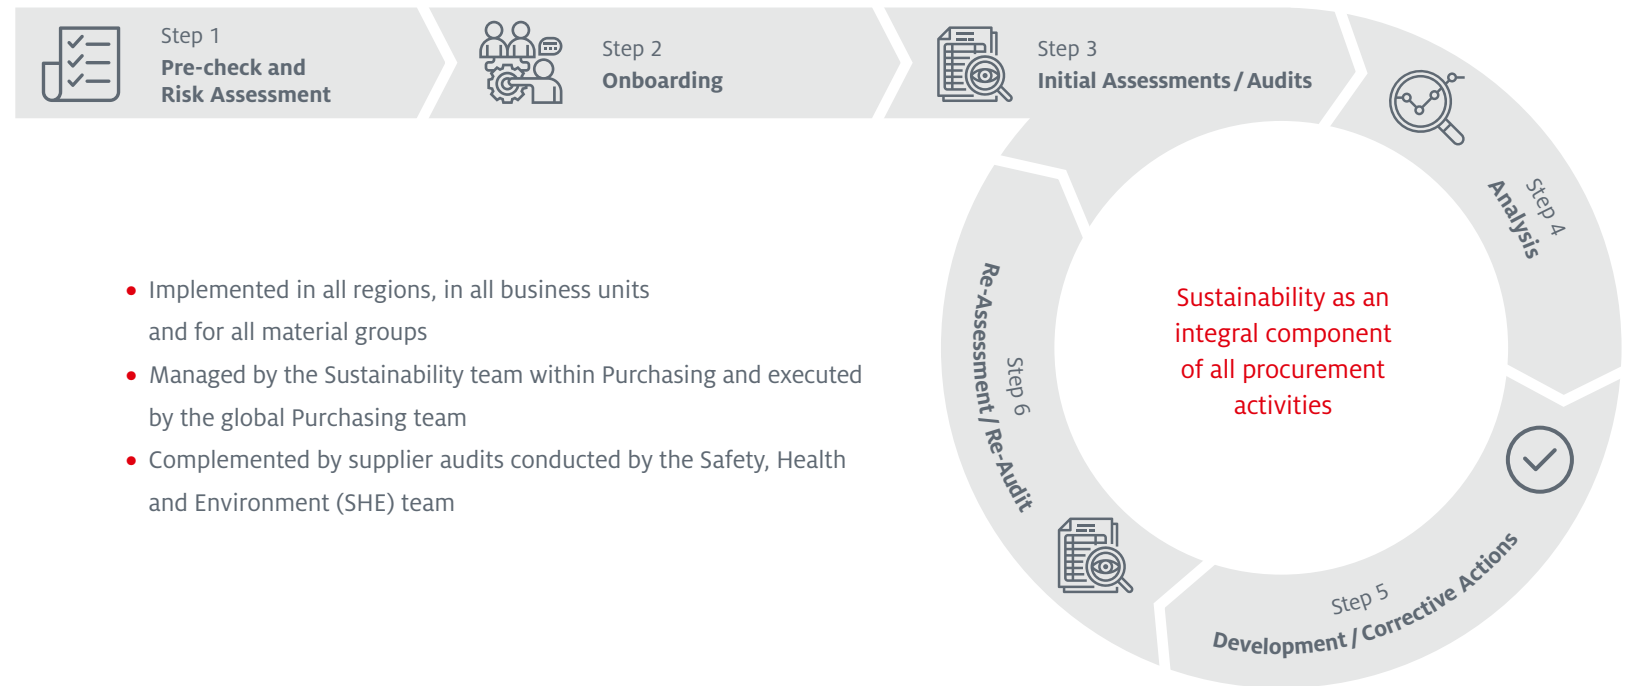 Step 1
Pre-check and
Risk Assessment
Step 2
Onboarding
Step 3
Initial Assessments / Audits
Step 4
Analysis
Step 5
Development / Corrective Actions
Step 6
Re-Assessment / Re-Audit
Sustainability as an
integral component
of all procurement
activities
• Implemented in all regions, in all business units
and for all material groups
• Managed by the Sustainability team within Purchasing and executed
by the global Purchasing team
• Complemented by supplier audits conducted by the Safety, Health
and Environment (SHE) team